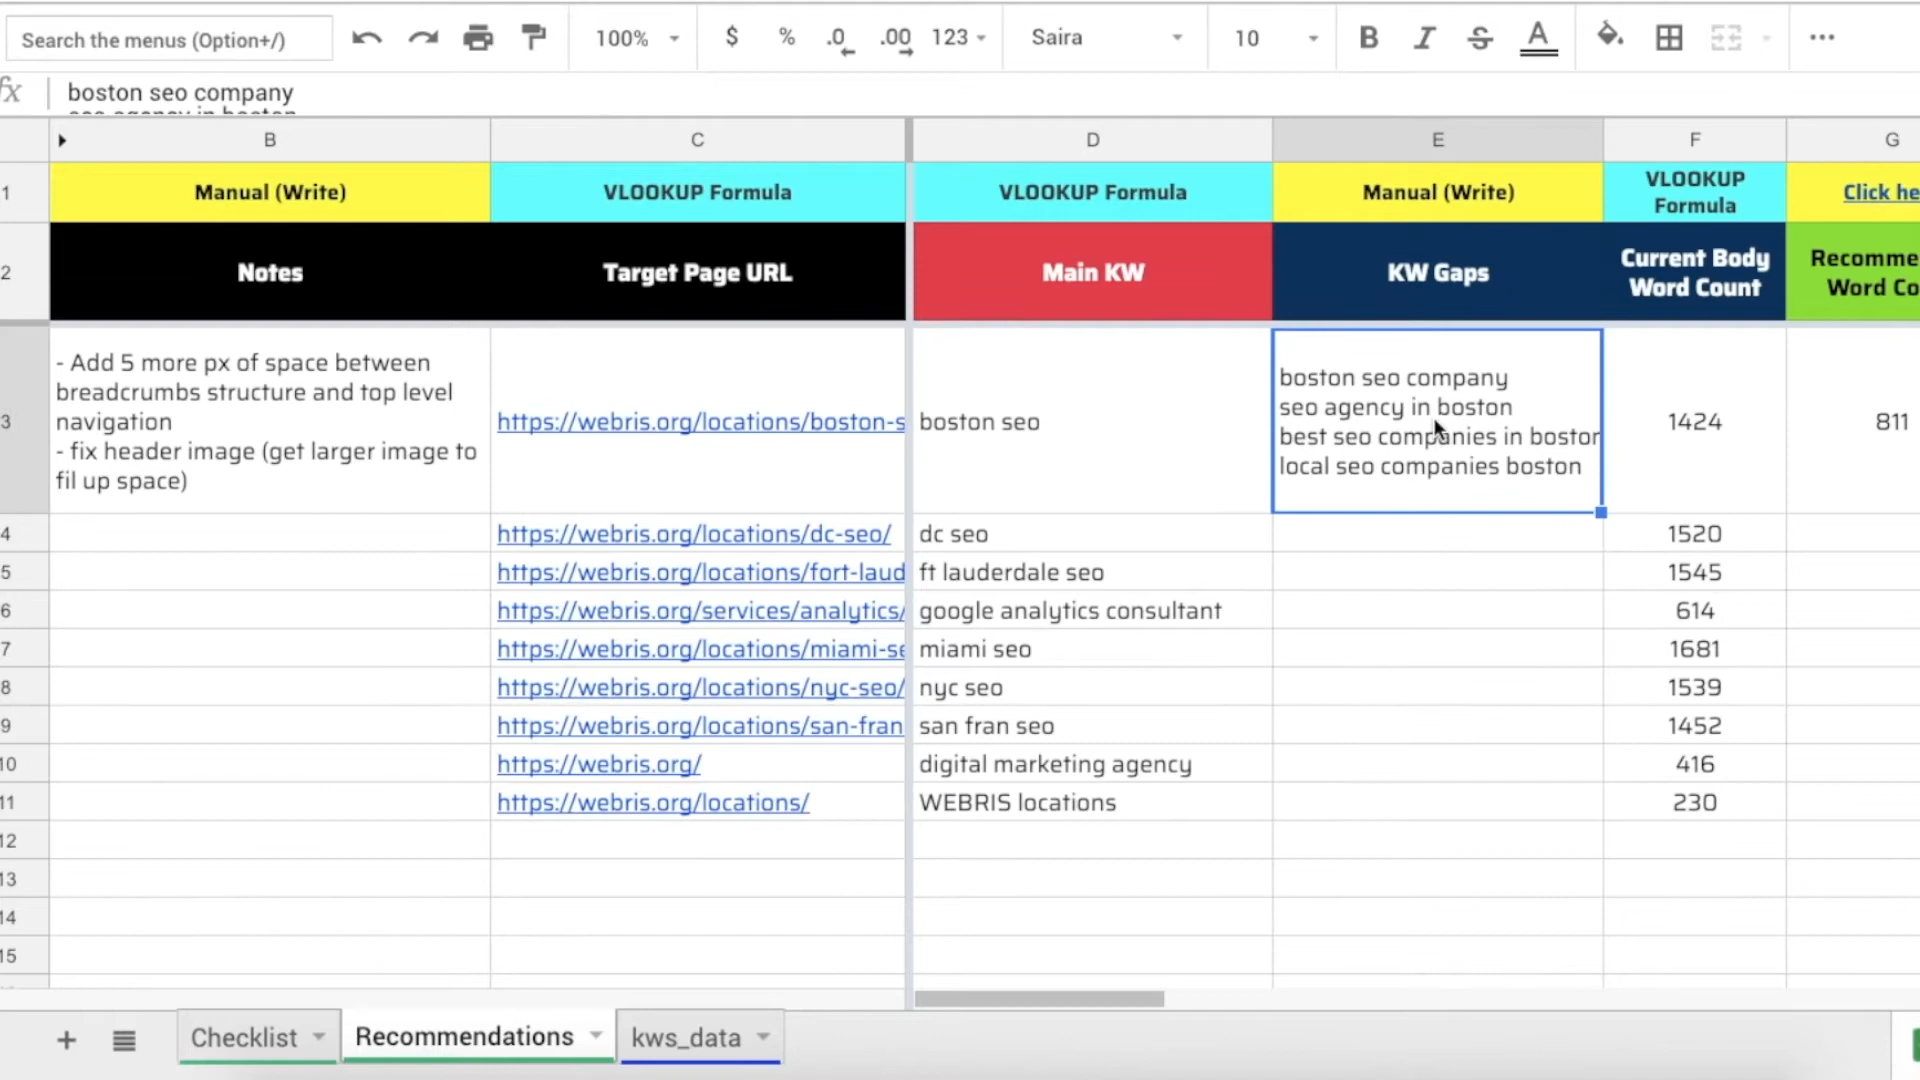 Search the menus (Option+/)
100%
$
%
.0
.00
123
Saira
10
B
I
S
A
fx
boston seo company
seo agency in boston
B
C
D
E
F
G
1
Manual (Write)
VLOOKUP Formula
VLOOKUP Formula
Manual (Write)
VLOOKUP
Formula
Click he
2
Notes
Target Page URL
Main KW
KW Gaps
Current Body
Word Count
Recomme
Word Co
3
- Add 5 more px of space between
breadcrumbs structure and top level
navigation
- fix header image (get larger image to
fil up space)
https://webris.org/locations/boston-s
boston seo
boston seo company
seo agency in boston
best seo companies in boston
local seo companies boston
1424
811
4
https://webris.org/locations/dc-seo/
dc seo
1520
5
https://webris.org/locations/fort-laud
ft lauderdale seo
1545
6
https://webris.org/services/analytics/
google analytics consultant
614
7
https://webris.org/locations/miami-se
miami seo
1681
8
https://webris.org/locations/nyc-seo/
nyc seo
1539
9
https://webris.org/locations/san-fran
san fran seo
1452
10
https://webris.org/
digital marketing agency
416
11
https://webris.org/locations/
WEBRIS locations
230
12
13
14
15
Checklist
Recommendations
kws_data